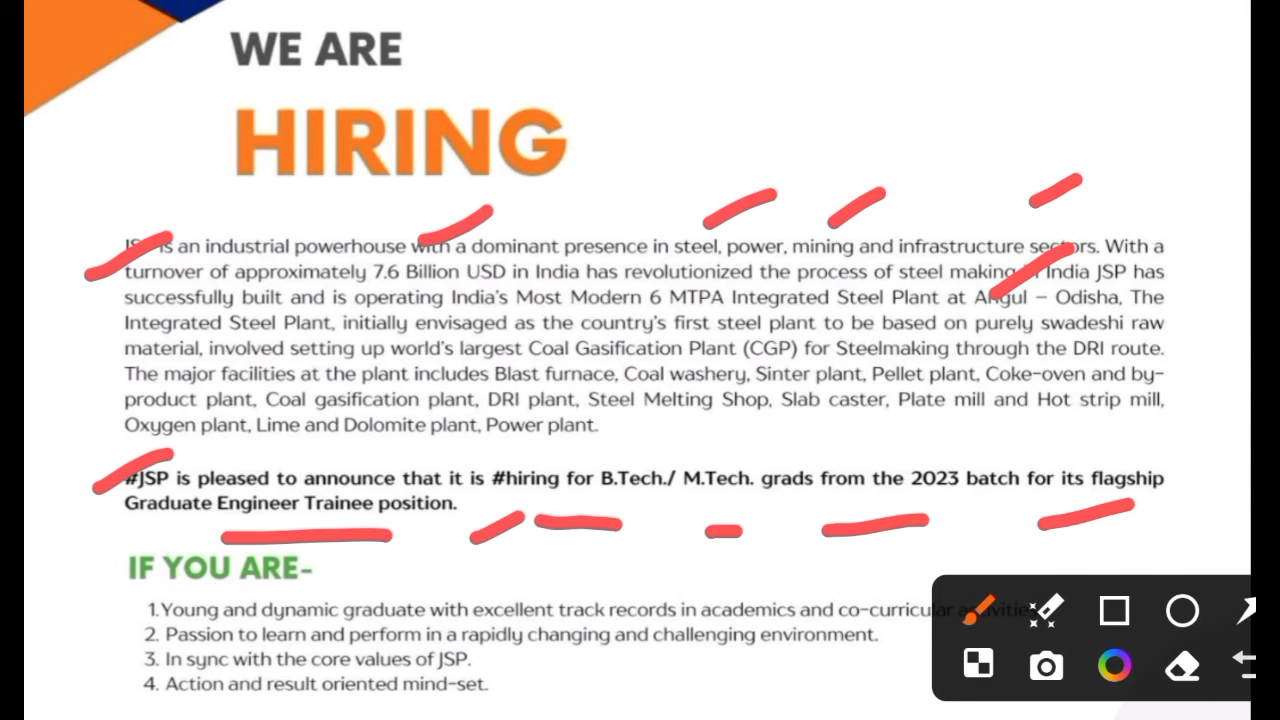 WE ARE
HIRING
JSP is an industrial powerhouse with a dominant presence in steel, power, mining and infrastructure sectors. With a
turnover of approximately 7.6 Billion USD in India has revolutionized the process of steel making in India JSP has
successfully built and is operating India's Most Modern 6 MTPA Integrated Steel Plant at Angul – Odisha, The
Integrated Steel Plant, initially envisaged as the country's first steel plant to be based on purely swadeshi raw
material, involved setting up world's largest Coal Gasification Plant (CGP) for Steelmaking through the DRI route.
The major facilities at the plant includes Blast furnace, Coal washery, Sinter plant, Pellet plant, Coke-oven and by-
product plant, Coal gasification plant, DRI plant, Steel Melting Shop, Slab caster, Plate mill and Hot strip mill,
Oxygen plant, Lime and Dolomite plant, Power plant.
#JSP is pleased to announce that it is #hiring for B.Tech./ M.Tech. grads from the 2023 batch for its flagship
Graduate Engineer Trainee position.
IF YOU ARE-
1.Young and dynamic graduate with excellent track records in academics and co-curricular activities
2. Passion to learn and perform in a rapidly changing and challenging environment.
3. In sync with the core values of JSP.
4. Action and result oriented mind-set.